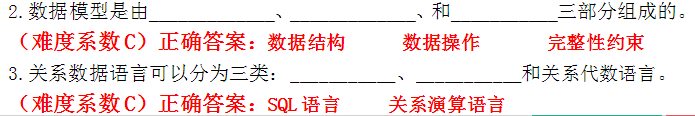 2.数据模型是由____________、____________、和__________三部分组成的。
（难度系数C）正确答案：数据结构 数据操作 完整性约束
3.关系数据语言可以分为三类：__________、__________和关系代数语言。
（难度系数C）正确答案：SQL语言 关系演算语言